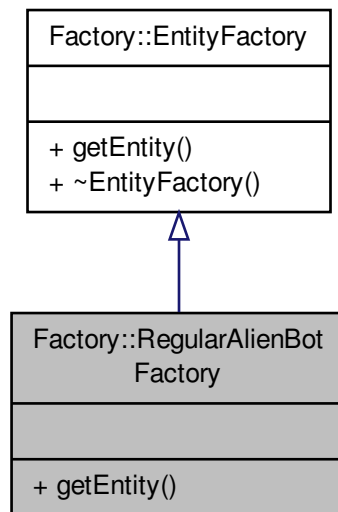 Factory::EntityFactory
+ getEntity()
+ ~EntityFactory()
Factory::RegularAlienBot
Factory
+ getEntity()